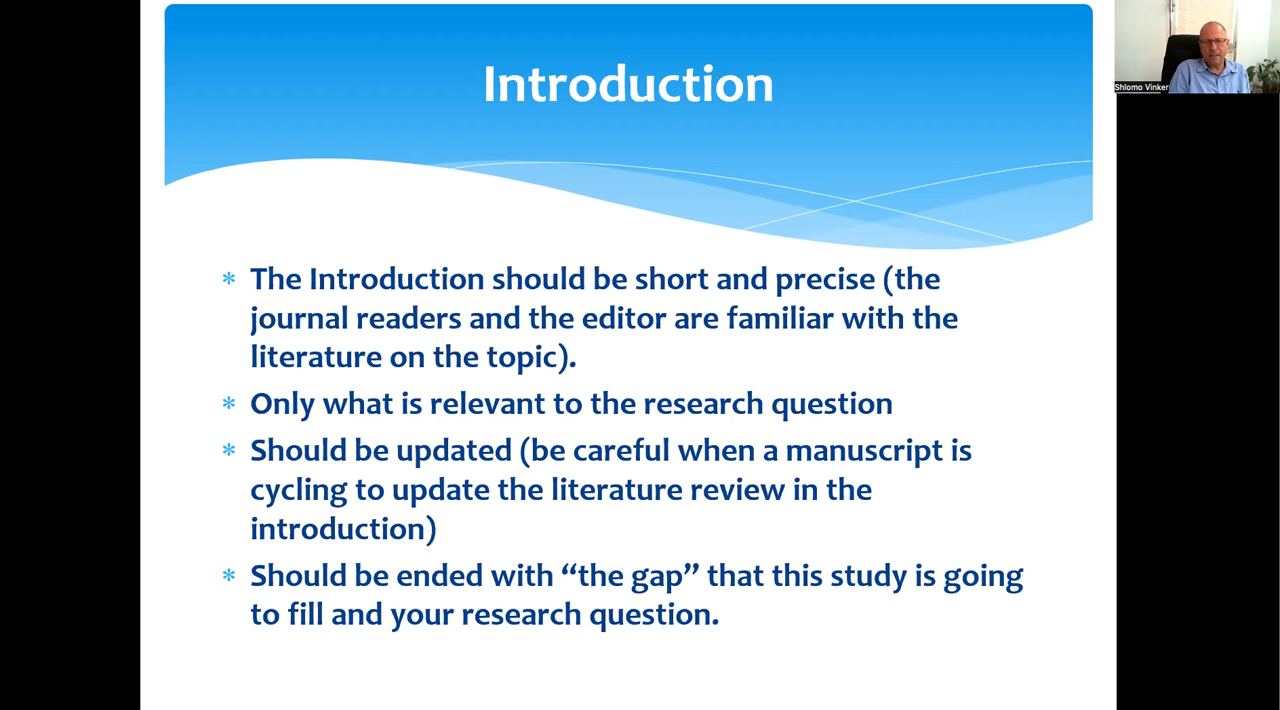 Introduction
Shlomo Vinker
* The Introduction should be short and precise (the
journal readers and the editor are familiar with the
literature on the topic).
* Only what is relevant to the research question
* Should be updated (be careful when a manuscript is
cycling to update the literature review in the
introduction)
* Should be ended with “the gap” that this study is going
to fill and your research question.